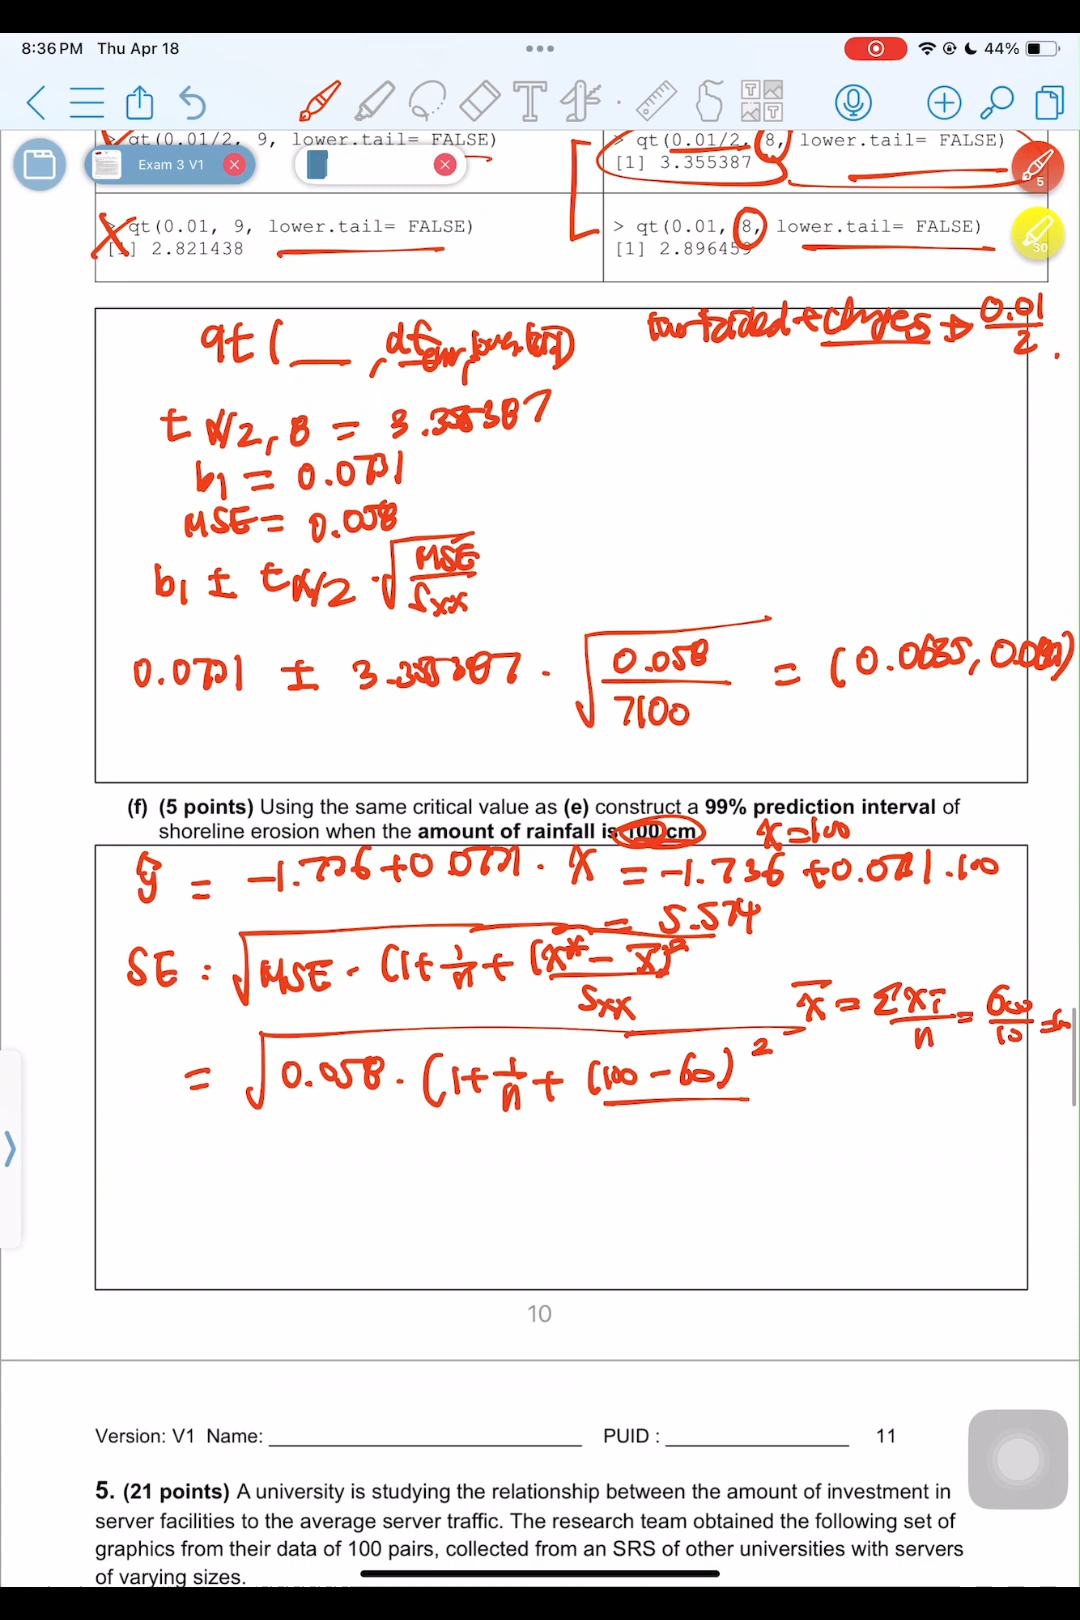 8:36 PM Thu Apr 18
44%
> qt(0.01/2, 9, lower.tail= FALSE)
> qt(0.01/2, 8, lower.tail= FALSE)
[1] 3.355387
Exam 3 V1
5
> qt(0.01, 9, lower.tail= FALSE)
[1] 2.821438
> qt(0.01, 8, lower.tail= FALSE)
[1] 2.896459
30
qt(__, df
0.01/2.
t α/2, 8 = 3.355387
b1 = 0.0731
MSE = 0.058
b1 ± tα/2 · √(MSE/Sxx)
0.0731 ± 3.355387 · √(0.058/7100) = (0.0635,
(f) (5 points) Using the same critical value as (e) construct a 99% prediction interval of
shoreline erosion when the amount of rainfall is 100 cm
x=100
ŷ = -1.736+0.0731· x = -1.736 +0.0731·100
= 5.574
SE : √MSE · (1+ 1/n + (x* - x̄)²/Sxx
x̄ = Σxi/n = 600/10 =
= √0.058 · (1+ 1/n + (100-60)²
10
Version: V1 Name: PUID : 11
5. (21 points) A university is studying the relationship between the amount of investment in
server facilities to the average server traffic. The research team obtained the following set of
graphics from their data of 100 pairs, collected from an SRS of other universities with servers
of varying sizes.